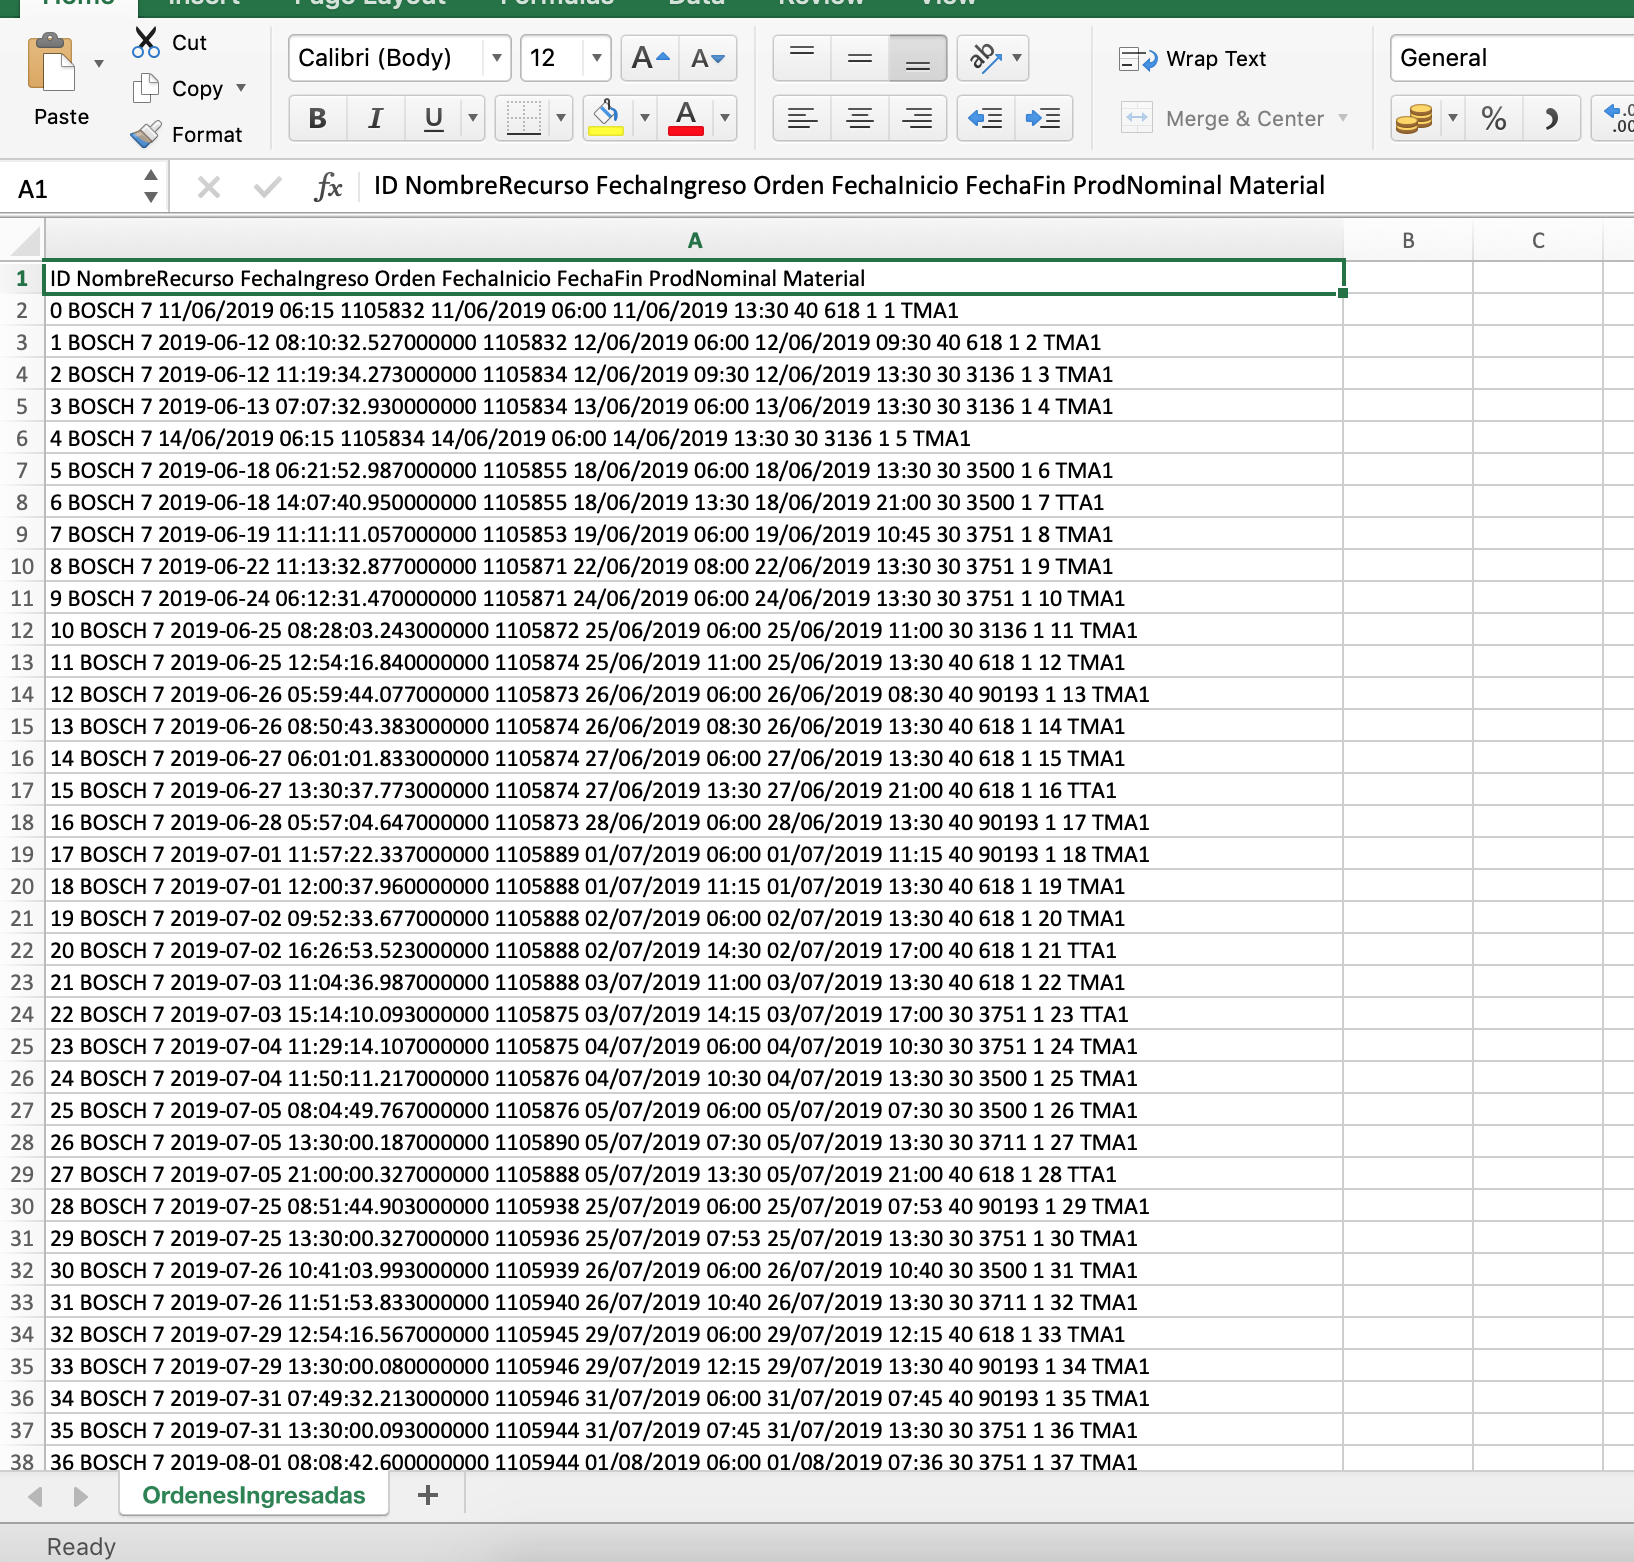 Home Insert Page Layout Formulas Data Review View
Paste
Cut
Copy
Format
Calibri (Body) 12 A A
B I U A
ab
Wrap Text
Merge & Center
General
%
A1 fx ID NombreRecurso FechaIngreso Orden FechaInicio FechaFin ProdNominal Material
A B C
1 ID NombreRecurso FechaIngreso Orden FechaInicio FechaFin ProdNominal Material
2 0 BOSCH 7 11/06/2019 06:15 1105832 11/06/2019 06:00 11/06/2019 13:30 40 618 1 1 TMA1
3 1 BOSCH 7 2019-06-12 08:10:32.527000000 1105832 12/06/2019 06:00 12/06/2019 09:30 40 618 1 2 TMA1
4 2 BOSCH 7 2019-06-12 11:19:34.273000000 1105834 12/06/2019 09:30 12/06/2019 13:30 30 3136 1 3 TMA1
5 3 BOSCH 7 2019-06-13 07:07:32.930000000 1105834 13/06/2019 06:00 13/06/2019 13:30 30 3136 1 4 TMA1
6 4 BOSCH 7 14/06/2019 06:15 1105834 14/06/2019 06:00 14/06/2019 13:30 30 3136 1 5 TMA1
7 5 BOSCH 7 2019-06-18 06:21:52.987000000 1105855 18/06/2019 06:00 18/06/2019 13:30 30 3500 1 6 TMA1
8 6 BOSCH 7 2019-06-18 14:07:40.950000000 1105855 18/06/2019 13:30 18/06/2019 21:00 30 3500 1 7 TTA1
9 7 BOSCH 7 2019-06-19 11:11:11.057000000 1105853 19/06/2019 06:00 19/06/2019 10:45 30 3751 1 8 TMA1
10 8 BOSCH 7 2019-06-22 11:13:32.877000000 1105871 22/06/2019 08:00 22/06/2019 13:30 30 3751 1 9 TMA1
11 9 BOSCH 7 2019-06-24 06:12:31.470000000 1105871 24/06/2019 06:00 24/06/2019 13:30 30 3751 1 10 TMA1
12 10 BOSCH 7 2019-06-25 08:28:03.243000000 1105872 25/06/2019 06:00 25/06/2019 11:00 30 3136 1 11 TMA1
13 11 BOSCH 7 2019-06-25 12:54:16.840000000 1105874 25/06/2019 11:00 25/06/2019 13:30 40 618 1 12 TMA1
14 12 BOSCH 7 2019-06-26 05:59:44.077000000 1105873 26/06/2019 06:00 26/06/2019 08:30 40 90193 1 13 TMA1
15 13 BOSCH 7 2019-06-26 08:50:43.383000000 1105874 26/06/2019 08:30 26/06/2019 13:30 40 618 1 14 TMA1
16 14 BOSCH 7 2019-06-27 06:01:01.833000000 1105874 27/06/2019 06:00 27/06/2019 13:30 40 618 1 15 TMA1
17 15 BOSCH 7 2019-06-27 13:30:37.773000000 1105874 27/06/2019 13:30 27/06/2019 21:00 40 618 1 16 TTA1
18 16 BOSCH 7 2019-06-28 05:57:04.647000000 1105873 28/06/2019 06:00 28/06/2019 13:30 40 90193 1 17 TMA1
19 17 BOSCH 7 2019-07-01 11:57:22.337000000 1105889 01/07/2019 06:00 01/07/2019 11:15 40 90193 1 18 TMA1
20 18 BOSCH 7 2019-07-01 12:00:37.960000000 1105888 01/07/2019 11:15 01/07/2019 13:30 40 618 1 19 TMA1
21 19 BOSCH 7 2019-07-02 09:52:33.677000000 1105888 02/07/2019 06:00 02/07/2019 13:30 40 618 1 20 TMA1
22 20 BOSCH 7 2019-07-02 16:26:53.523000000 1105888 02/07/2019 14:30 02/07/2019 17:00 40 618 1 21 TTA1
23 21 BOSCH 7 2019-07-03 11:04:36.987000000 1105888 03/07/2019 11:00 03/07/2019 13:30 40 618 1 22 TMA1
24 22 BOSCH 7 2019-07-03 15:14:10.093000000 1105875 03/07/2019 14:15 03/07/2019 17:00 30 3751 1 23 TTA1
25 23 BOSCH 7 2019-07-04 11:29:14.107000000 1105875 04/07/2019 06:00 04/07/2019 10:30 30 3751 1 24 TMA1
26 24 BOSCH 7 2019-07-04 11:50:11.217000000 1105876 04/07/2019 10:30 04/07/2019 13:30 30 3500 1 25 TMA1
27 25 BOSCH 7 2019-07-05 08:04:49.767000000 1105876 05/07/2019 06:00 05/07/2019 07:30 30 3500 1 26 TMA1
28 26 BOSCH 7 2019-07-05 13:30:00.187000000 1105890 05/07/2019 07:30 05/07/2019 13:30 30 3711 1 27 TMA1
29 27 BOSCH 7 2019-07-05 21:00:00.327000000 1105888 05/07/2019 13:30 05/07/2019 21:00 40 618 1 28 TTA1
30 28 BOSCH 7 2019-07-25 08:51:44.903000000 1105938 25/07/2019 06:00 25/07/2019 07:53 40 90193 1 29 TMA1
31 29 BOSCH 7 2019-07-25 13:30:00.327000000 1105936 25/07/2019 07:53 25/07/2019 13:30 30 3751 1 30 TMA1
32 30 BOSCH 7 2019-07-26 10:41:03.993000000 1105939 26/07/2019 06:00 26/07/2019 10:40 30 3500 1 31 TMA1
33 31 BOSCH 7 2019-07-26 11:51:53.833000000 1105940 26/07/2019 10:40 26/07/2019 13:30 30 3711 1 32 TMA1
34 32 BOSCH 7 2019-07-29 12:54:16.567000000 1105945 29/07/2019 06:00 29/07/2019 12:15 40 618 1 33 TMA1
35 33 BOSCH 7 2019-07-29 13:30:00.080000000 1105946 29/07/2019 12:15 29/07/2019 13:30 40 90193 1 34 TMA1
36 34 BOSCH 7 2019-07-31 07:49:32.213000000 1105946 31/07/2019 06:00 31/07/2019 07:45 40 90193 1 35 TMA1
37 35 BOSCH 7 2019-07-31 13:30:00.093000000 1105944 31/07/2019 07:45 31/07/2019 13:30 30 3751 1 36 TMA1
38 36 BOSCH 7 2019-08-01 08:08:42.600000000 1105944 01/08/2019 06:00 01/08/2019 07:36 30 3751 1 37 TMA1
OrdenesIngresadas +
Ready